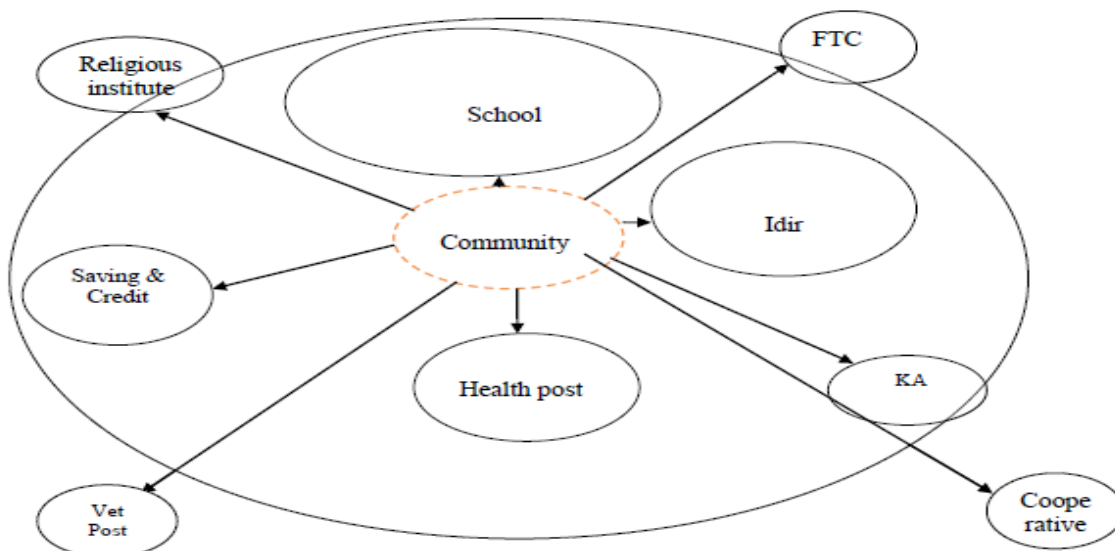 FTC
Religious
institute
School
Idir
Community
Saving &
Credit
Health post
KA
Vet
Post
Coope
rative